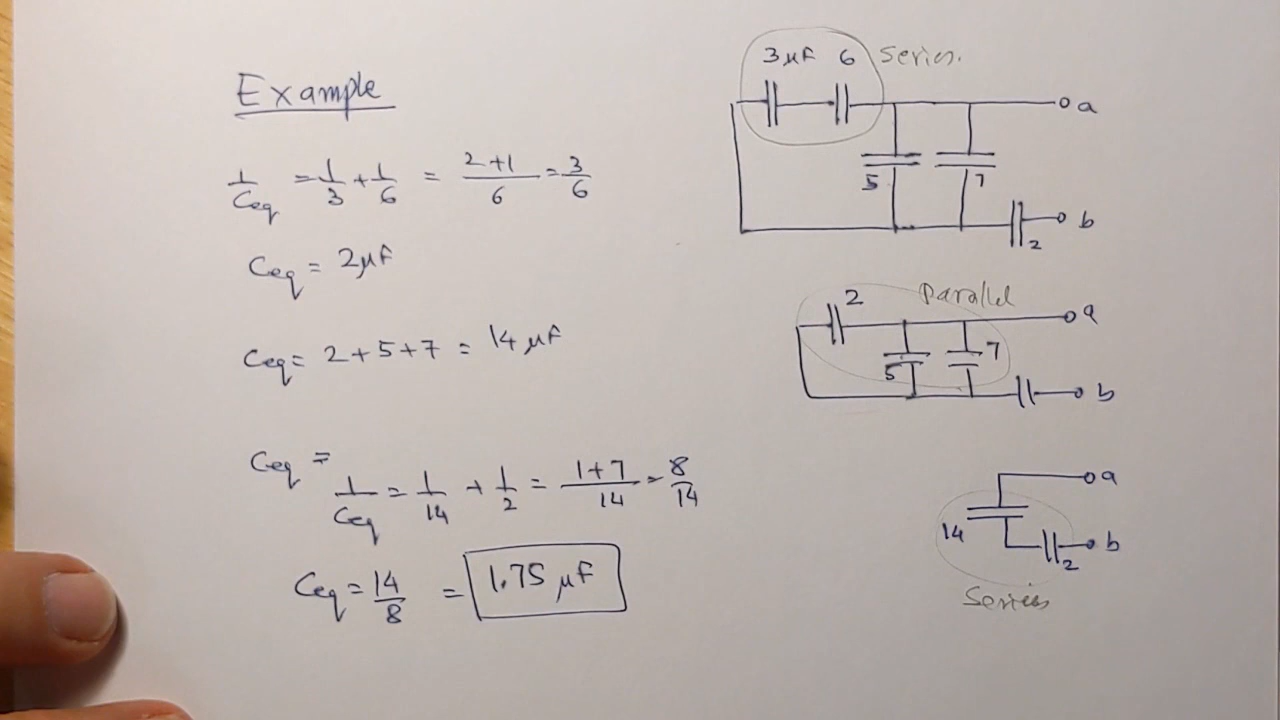 Example
1/Ceq = 1/3 + 1/6 = 2+1/6 = 3/6
Ceq = 2μF
Ceq = 2+5+7 = 14 μF
Ceq =
1/Ceq = 1/14 + 1/2 = 1+7/14 = 8/14
Ceq = 14/8 = 1.75 μF
3μF 6 Series.
a
5 7
b
2
2 Parallel
a
5 7
b
a
14
b
2
Series